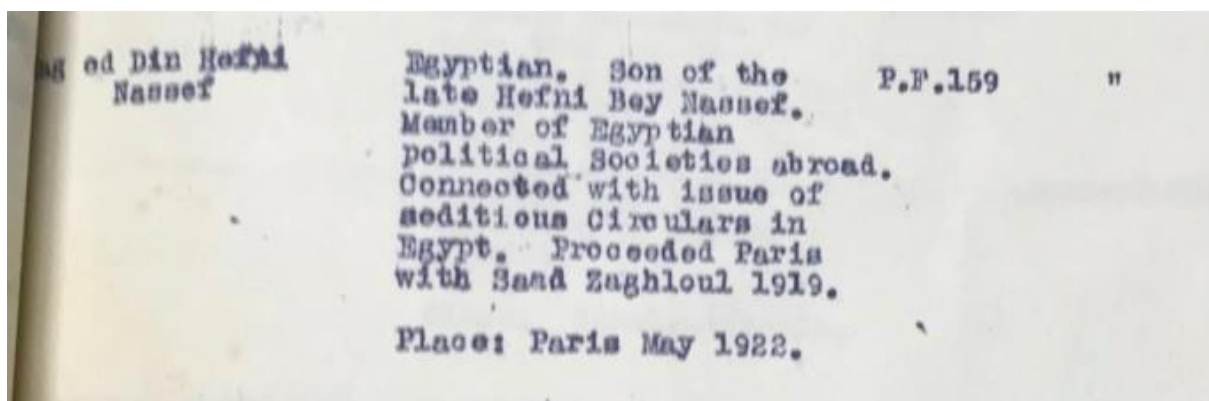 ed Din Hefni Egyptian. Son of the P.F.159 "
Nassef late Hefni Bey Nassef.
Member of Egyptian
political Societies abroad.
Connected with issue of
seditious Circulars in
Egypt. Proceeded Paris
with Saad Zaghloul 1919.
Place: Paris May 1922.